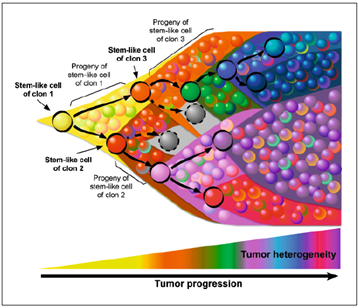 Progeny
of stem-like cell
of clon 3
Progeny of
stem-like cell
of clon 1
Stem-like cell
of clon 3
Stem-like cell
of clon 1
Stem-like cell
of clon 2
Progeny of
stem-like cell
of clon 2
Tumor heterogeneity
Tumor progression